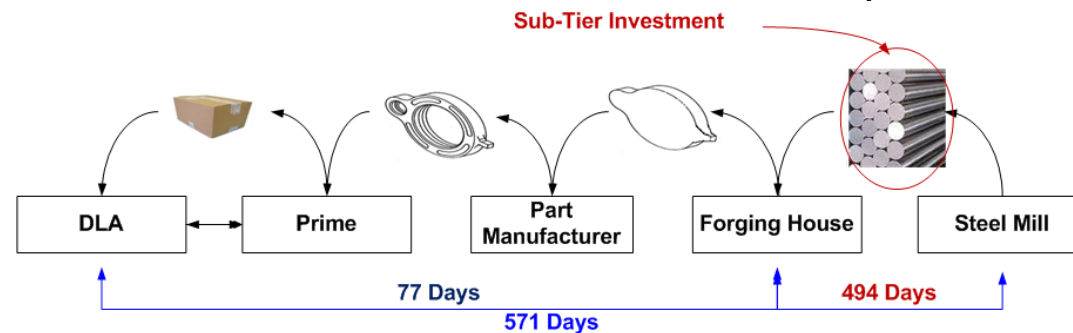 Sub-Tier Investment
DLA
Prime
Part
Manufacturer
Forging House
Steel Mill
77 Days
494 Days
571 Days